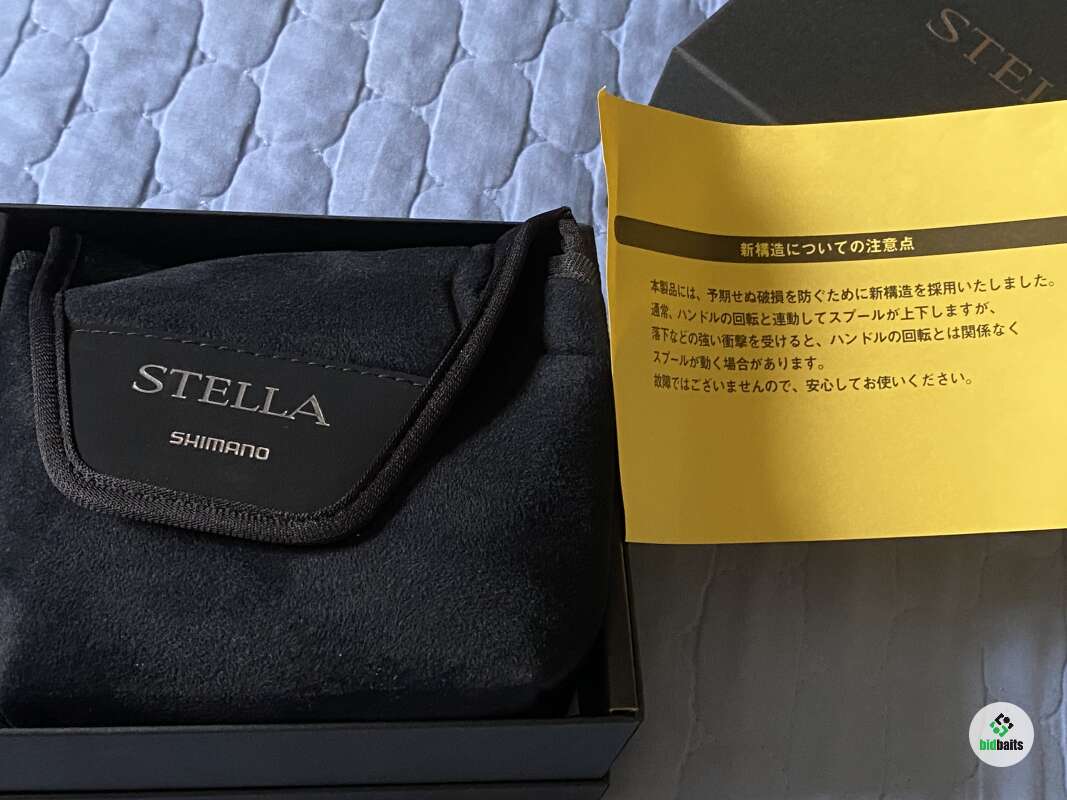 STELLA
SHIMANO
新構造についての注意点
本製品には、予期せぬ破損を防ぐために新構造を採用いたしました。
通常、ハンドルの回転と連動してスプールが上下しますが、
落下などの強い衝撃を受けると、ハンドルの回転とは関係なく
スプールが動く場合があります。
故障ではございませんので、安心してお使いください。
bidbaits